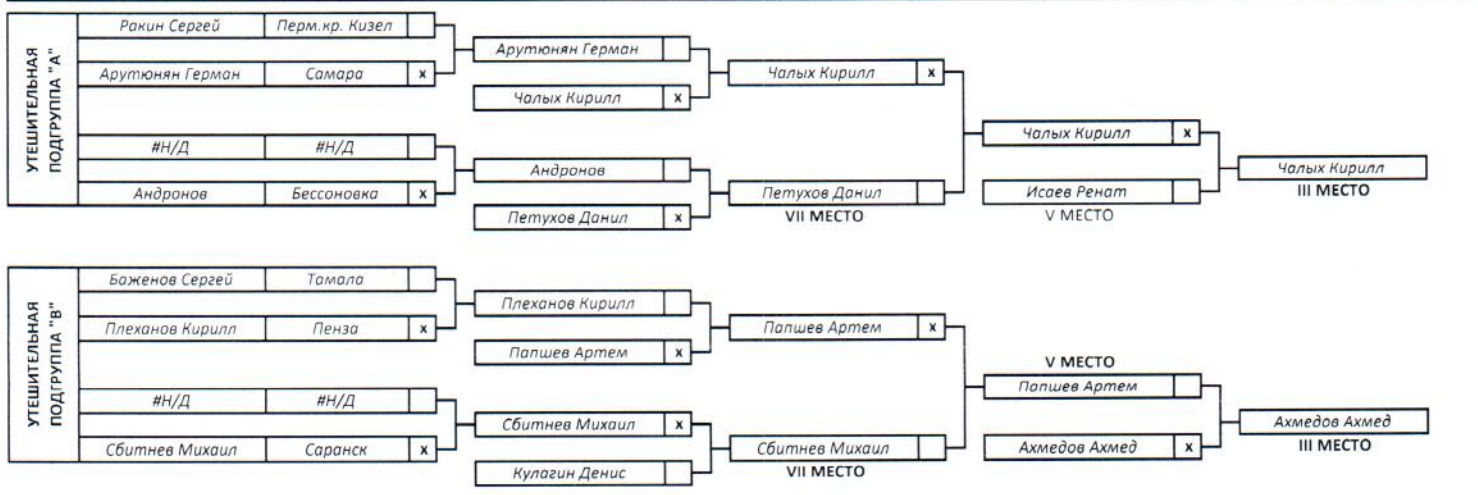 УТЕШИТЕЛЬНАЯ ПОДГРУППА "А"
Ракин Сергей Перм.кр. Кизел
Арутюнян Герман
Арутюнян Герман Самара х
Чалых Кирилл х
Чалых Кирилл х
Чалых Кирилл х
#Н/Д #Н/Д
Андронов
Чалых Кирилл
III МЕСТО
Андронов Бессоновка х
Петухов Данил
VII МЕСТО
Исаев Ренат
V МЕСТО
Петухов Данил х
УТЕШИТЕЛЬНАЯ ПОДГРУППА "В"
Баженов Сергей Тамала
Плеханов Кирилл
Плеханов Кирилл Пенза х
Папшев Артем х
Папшев Артем х
V МЕСТО
Папшев Артем
#Н/Д #Н/Д
Сбитнев Михаил х
Ахмедов Ахмед
III МЕСТО
Сбитнев Михаил Саранск х
Сбитнев Михаил
VII МЕСТО
Ахмедов Ахмед х
Кулагин Денис